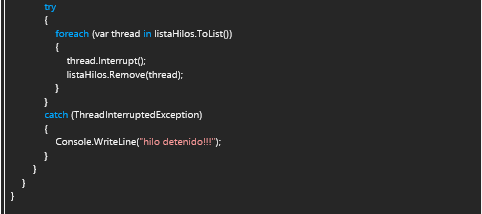 try
{
foreach (var thread in listaHilos.ToList())
{
thread.Interrupt();
listaHilos.Remove(thread);
}
}
catch (ThreadInterruptedException)
{
Console.WriteLine("hilo detenido!!!");
}
}
}
}